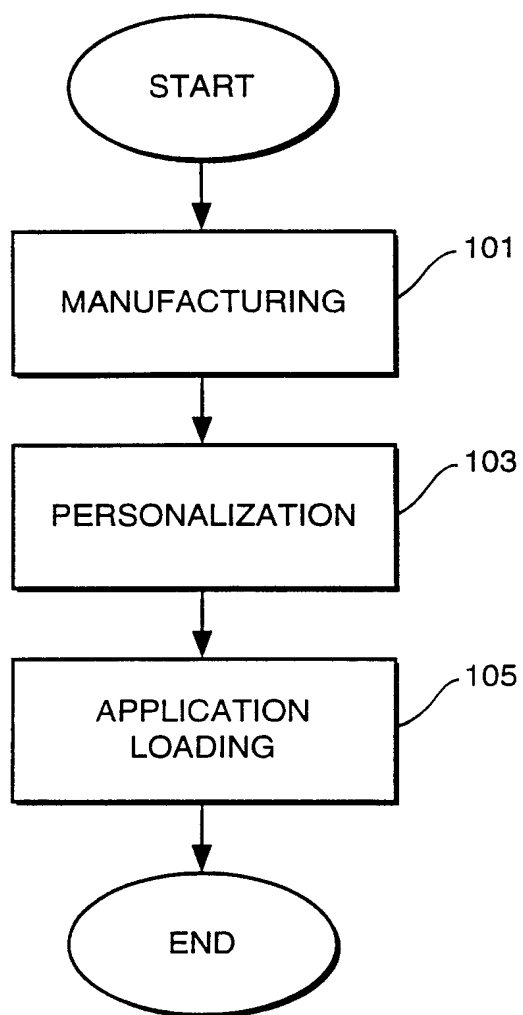 START
101
MANUFACTURING
103
PERSONALIZATION
105
APPLICATION
LOADING
END